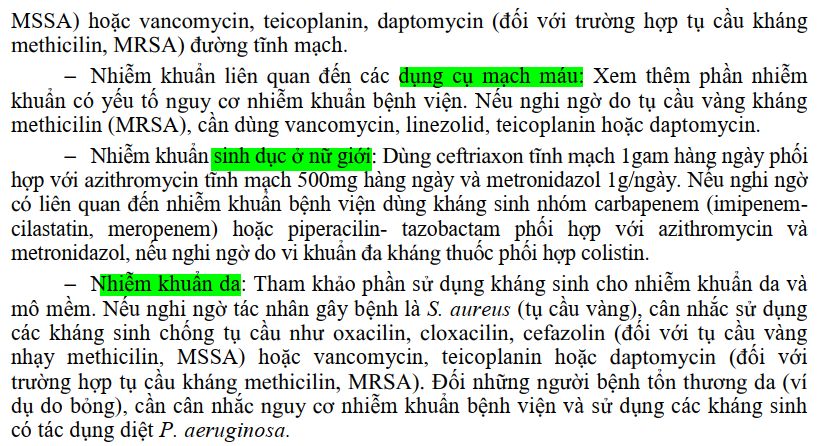 MSSA) hoặc vancomycin, teicoplanin, daptomycin (đối với trường hợp tụ cầu kháng
methicilin, MRSA) đường tĩnh mạch.
– Nhiễm khuẩn liên quan đến các dụng cụ mạch máu: Xem thêm phần nhiễm
khuẩn có yếu tố nguy cơ nhiễm khuẩn bệnh viện. Nếu nghi ngờ do tụ cầu vàng kháng
methicilin (MRSA), cần dùng vancomycin, linezolid, teicoplanin hoặc daptomycin.
– Nhiễm khuẩn sinh dục ở nữ giới: Dùng ceftriaxon tĩnh mạch 1gam hàng ngày phối
hợp với azithromycin tĩnh mạch 500mg hàng ngày và metronidazol 1g/ngày. Nếu nghi ngờ
có liên quan đến nhiễm khuẩn bệnh viện dùng kháng sinh nhóm carbapenem (imipenem-
cilastatin, meropenem) hoặc piperacilin- tazobactam phối hợp với azithromycin và
metronidazol, nếu nghi ngờ do vi khuẩn đa kháng thuốc phối hợp colistin.
– Nhiễm khuẩn da: Tham khảo phần sử dụng kháng sinh cho nhiễm khuẩn da và
mô mềm. Nếu nghi ngờ tác nhân gây bệnh là S. aureus (tụ cầu vàng), cân nhắc sử dụng
các kháng sinh chống tụ cầu như oxacilin, cloxacilin, cefazolin (đối với tụ cầu vàng
nhạy methicilin, MSSA) hoặc vancomycin, teicoplanin hoặc daptomycin (đối với
trường hợp tụ cầu kháng methicilin, MRSA). Đối những người bệnh tổn thương da (ví
dụ do bỏng), cần cân nhắc nguy cơ nhiễm khuẩn bệnh viện và sử dụng các kháng sinh
có tác dụng diệt P. aeruginosa.